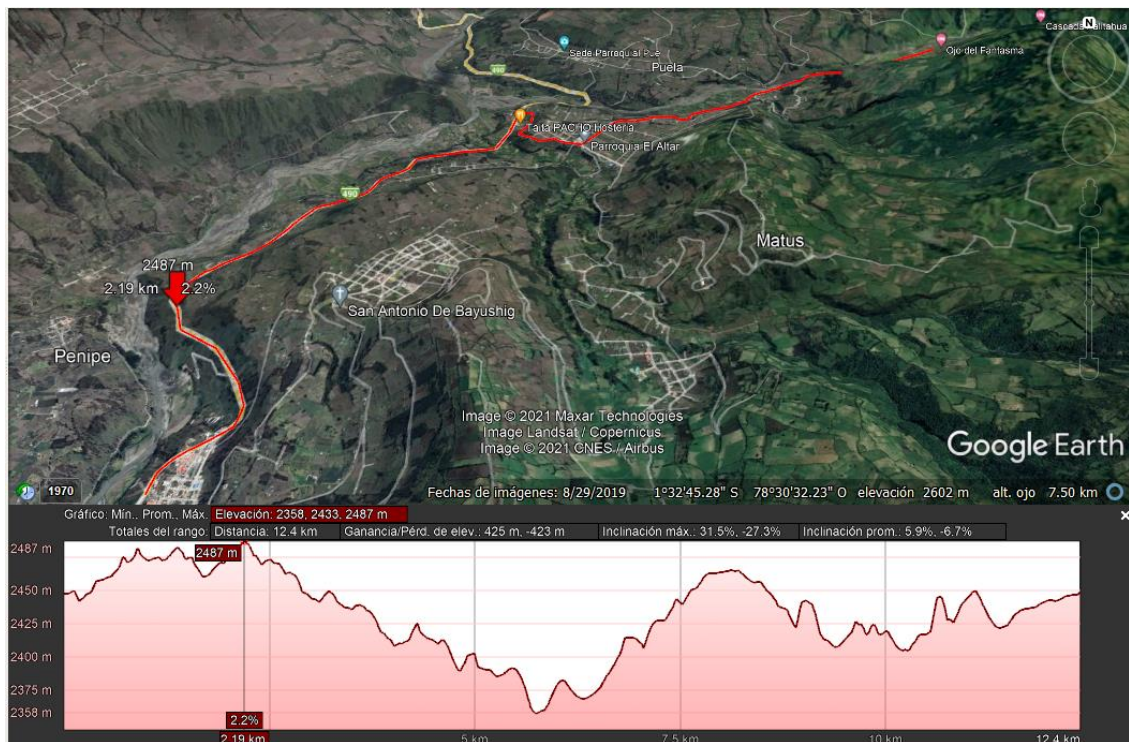 Cascada Palitahua
N
Ojo del Fantasma
Sede Parroquial Pue
490
Puela
Taita PACHO Hosteria
Parroquia El Altar
490
Matus
2487 m
2.19 km 2.2%
San Antonio De Bayushig
Penipe
Image © 2021 Maxar Technologies
Image Landsat / Copernicus
Image © 2021 CNES / Airbus
Google Earth
1970
Fechas de imágenes: 8/29/2019 1°32'45.28" S 78°30'32.23" O elevación 2602 m alt. ojo 7.50 km
Gráfico: Mín., Prom., Máx. Elevación: 2358, 2433, 2487 m
Totales del rango: Distancia: 12.4 km Ganancia/Pérd. de elev.: 425 m, -423 m Inclinación máx.: 31.5%, -27.3% Inclinación prom.: 5.9%, -6.7%
2487 m
2487 m
2450 m
2425 m
2400 m
2375 m
2358 m
2.2%
2.19 km 5 km 7.5 km 10 km 12.4 km